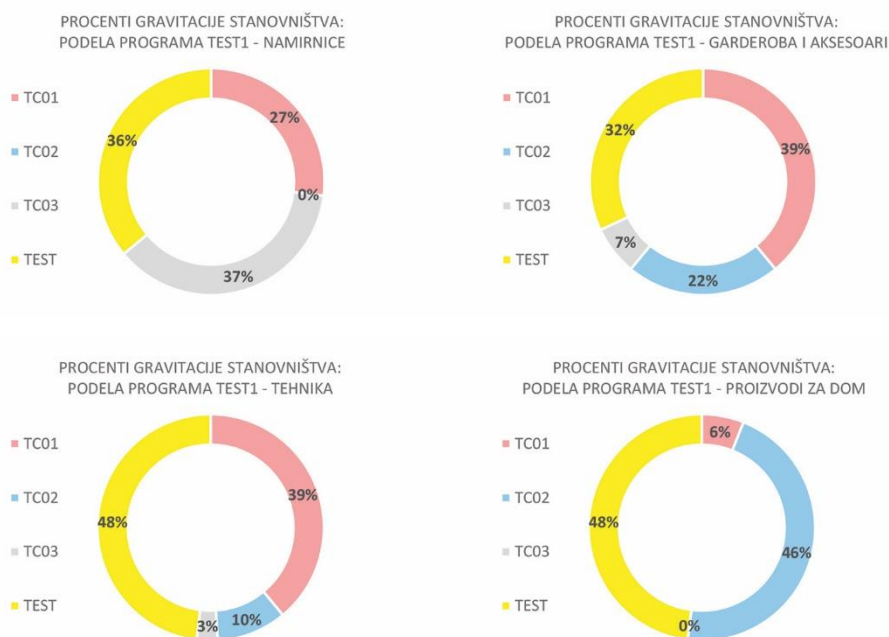 PROCENTI GRAVITACIJE STANOVNIŠTVA:
PODELA PROGRAMA TEST1 - NAMIRNICE
TC01
TC02
TC03
TEST
27%
0%
37%
36%
PROCENTI GRAVITACIJE STANOVNIŠTVA:
PODELA PROGRAMA TEST1 - GARDEROBA I AKSESOARI
TC01
TC02
TC03
TEST
39%
22%
7%
32%
PROCENTI GRAVITACIJE STANOVNIŠTVA:
PODELA PROGRAMA TEST1 - TEHNIKA
TC01
TC02
TC03
TEST
39%
10%
3%
48%
PROCENTI GRAVITACIJE STANOVNIŠTVA:
PODELA PROGRAMA TEST1 - PROIZVODI ZA DOM
TC01
TC02
TC03
TEST
6%
46%
0%
48%